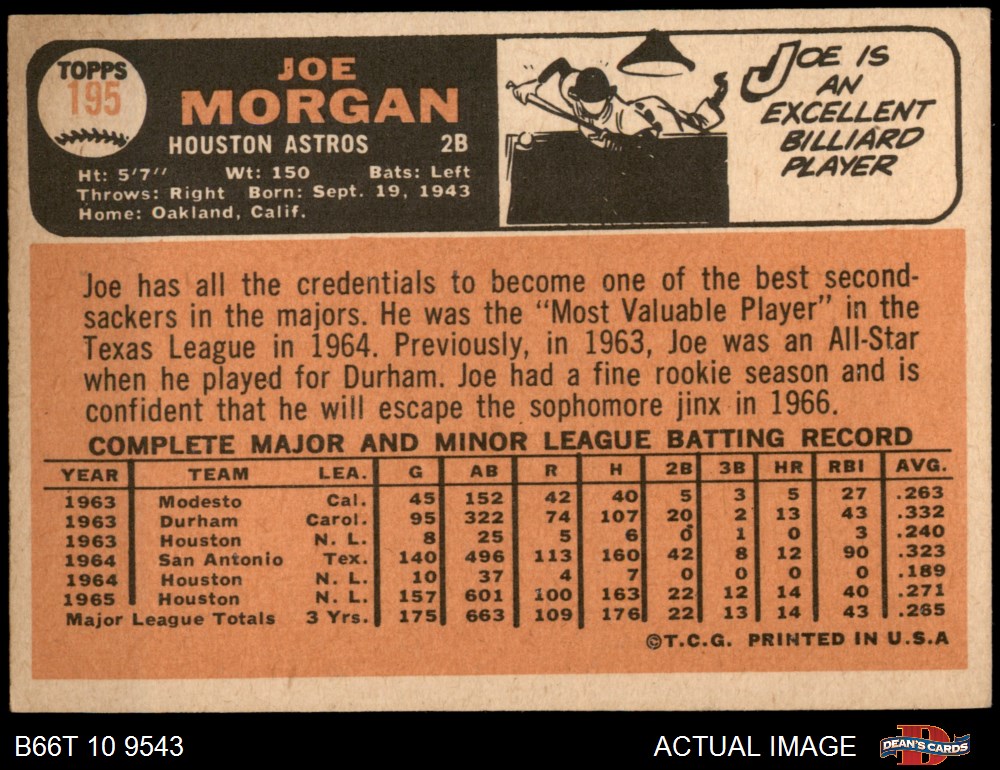 TOPPS
195
JOE
MORGAN
HOUSTON ASTROS 2B
Ht: 5'7'' Wt: 150 Bats: Left
Throws: Right Born: Sept. 19, 1943
Home: Oakland, Calif.
JOE IS
AN
EXCELLENT
BILLIARD
PLAYER
Joe has all the credentials to become one of the best second-
sackers in the majors. He was the "Most Valuable Player" in the
Texas League in 1964. Previously, in 1963, Joe was an All-Star
when he played for Durham. Joe had a fine rookie season and is
confident that he will escape the sophomore jinx in 1966.
COMPLETE MAJOR AND MINOR LEAGUE BATTING RECORD
YEAR TEAM LEA. G AB R H 2B 3B HR RBI AVG.
1963 Modesto Cal. 45 152 42 40 5 3 5 27 .263
1963 Durham Carol. 95 322 74 107 20 2 13 43 .332
1963 Houston N. L. 8 25 5 6 0 1 0 3 .240
1964 San Antonio Tex. 140 496 113 160 42 8 12 90 .323
1964 Houston N. L. 10 37 4 7 0 0 0 0 .189
1965 Houston N. L. 157 601 100 163 22 12 14 40 .271
Major League Totals 3 Yrs. 175 663 109 176 22 13 14 43 .265
©T.C.G. PRINTED IN U.S.A
B66T 10 9543
ACTUAL IMAGE
DEAN'S CARDS